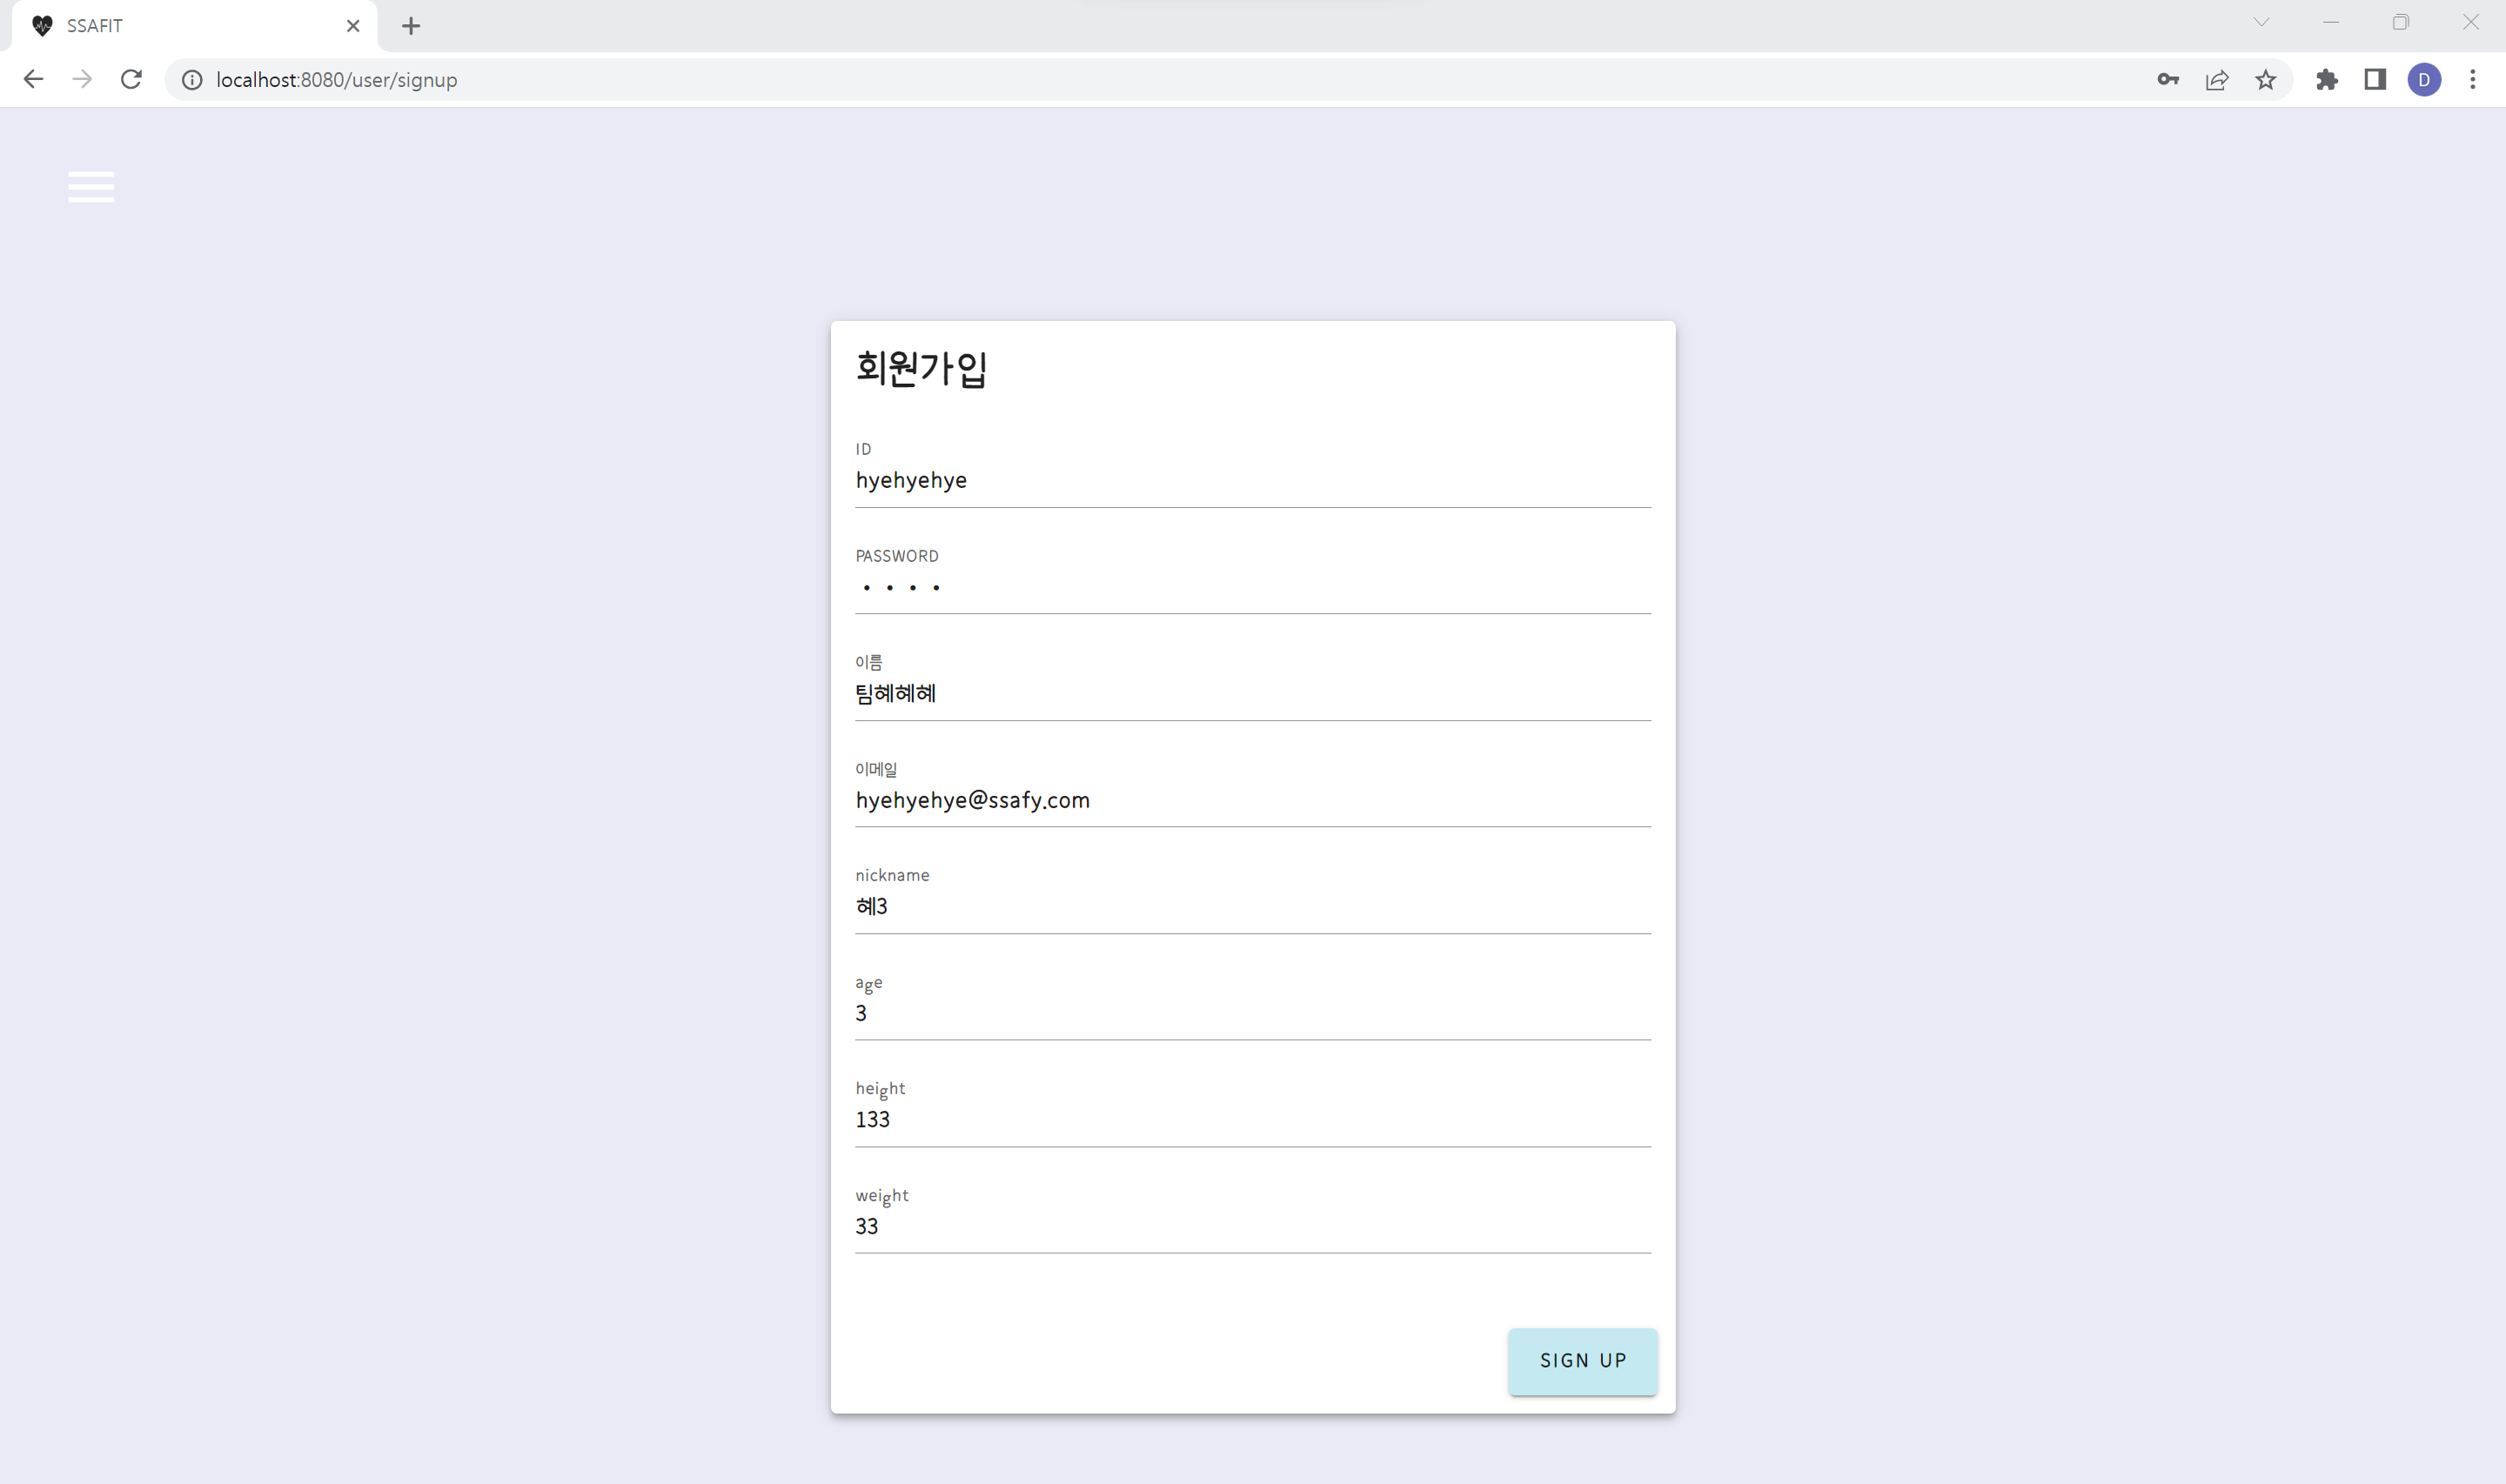 SSAFIT
localhost:8080/user/signup
D
회원가입
ID
hyehyehye
PASSWORD
••••
이름
팀혜혜혜
이메일
hyehyehye@ssafy.com
nickname
혜3
age
3
height
133
weight
33
SIGN UP